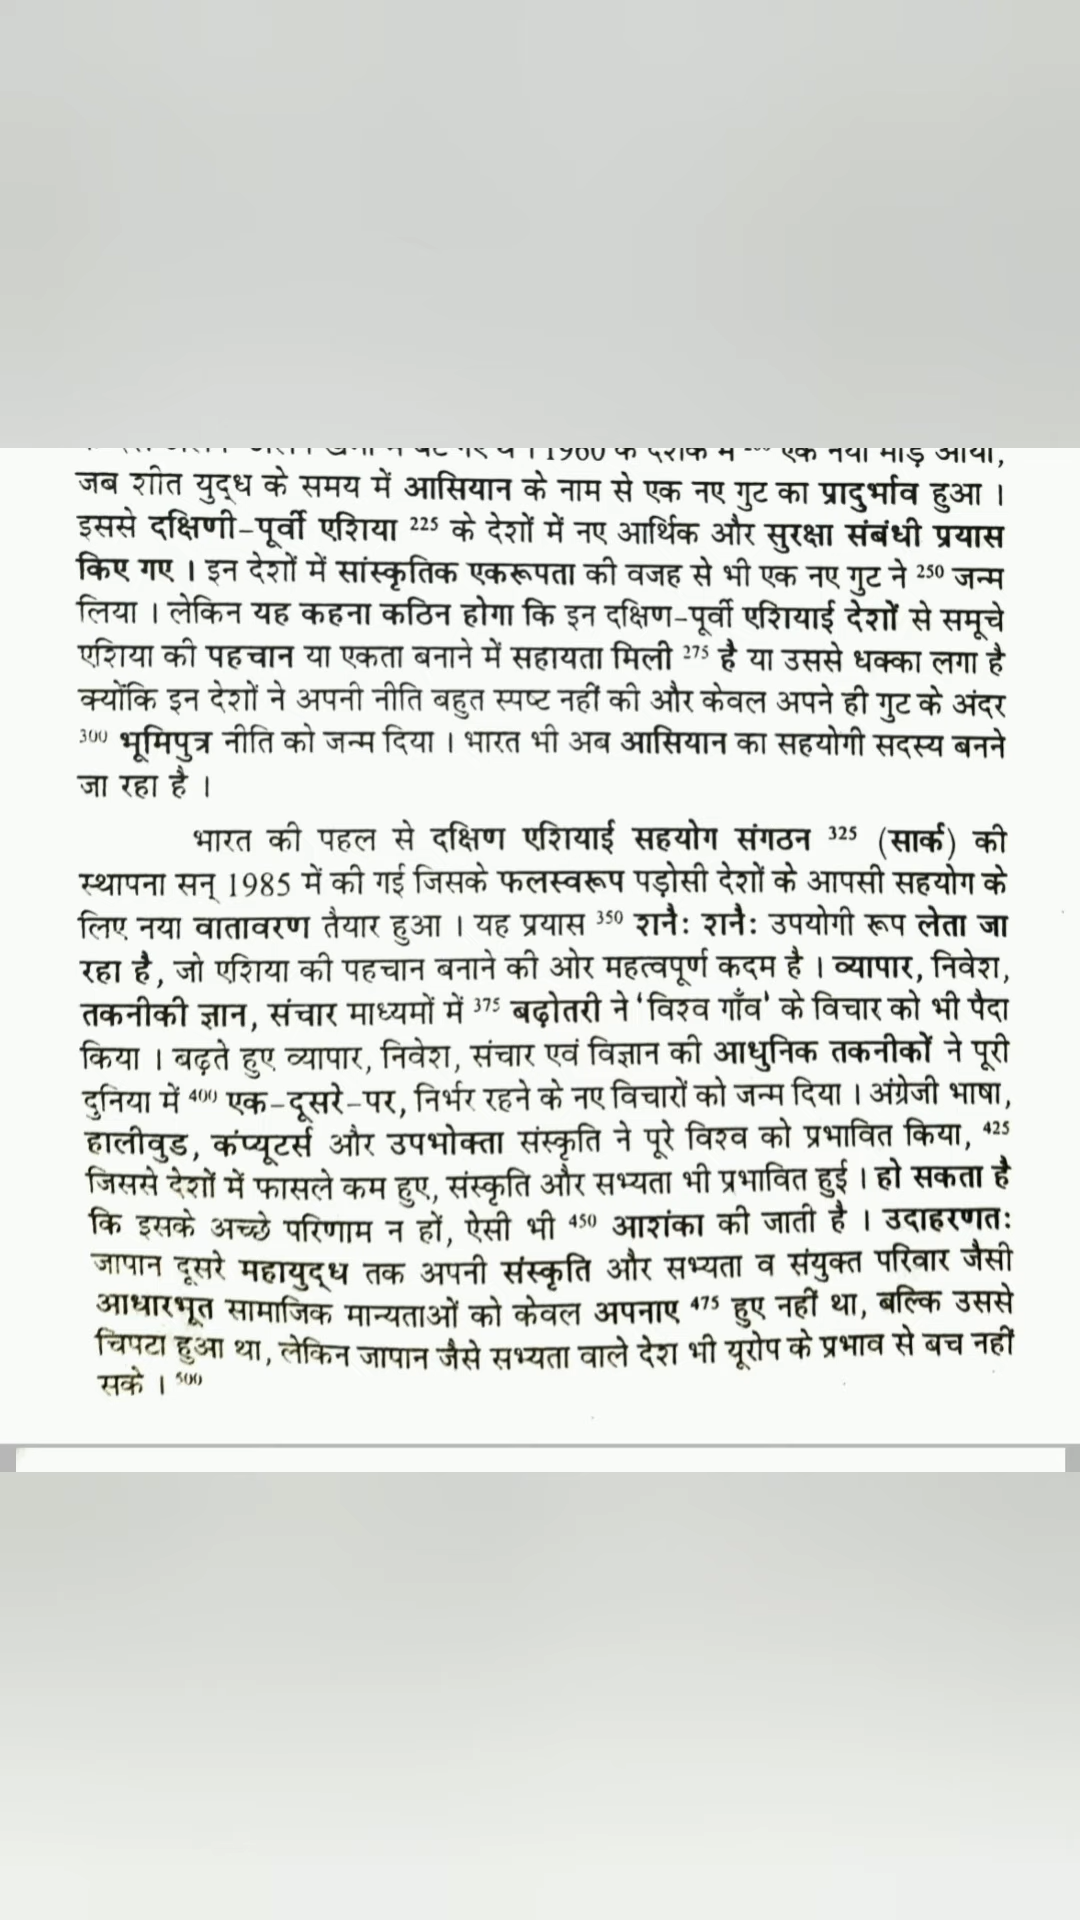 1960 के दशक में ²⁰⁰ एक नया मोड़ आया,
जब शीत युद्ध के समय में आसियान के नाम से एक नए गुट का प्रादुर्भाव हुआ ।
इससे दक्षिणी-पूर्वी एशिया ²²⁵ के देशों में नए आर्थिक और सुरक्षा संबंधी प्रयास
किए गए । इन देशों में सांस्कृतिक एकरूपता की वजह से भी एक नए गुट ने ²⁵⁰ जन्म
लिया । लेकिन यह कहना कठिन होगा कि इन दक्षिण-पूर्वी एशियाई देशों से समूचे
एशिया की पहचान या एकता बनाने में सहायता मिली ²⁷⁵ है या उससे धक्का लगा है
क्योंकि इन देशों ने अपनी नीति बहुत स्पष्ट नहीं की और केवल अपने ही गुट के अंदर
³⁰⁰ भूमिपुत्र नीति को जन्म दिया । भारत भी अब आसियान का सहयोगी सदस्य बनने
जा रहा है ।
भारत की पहल से दक्षिण एशियाई सहयोग संगठन ³²⁵ (सार्क) की
स्थापना सन् 1985 में की गई जिसके फलस्वरूप पड़ोसी देशों के आपसी सहयोग के
लिए नया वातावरण तैयार हुआ । यह प्रयास ³⁵⁰ शनैः शनैः उपयोगी रूप लेता जा
रहा है, जो एशिया की पहचान बनाने की ओर महत्वपूर्ण कदम है । व्यापार, निवेश,
तकनीकी ज्ञान, संचार माध्यमों में ³⁷⁵ बढ़ोतरी ने 'विश्व गाँव' के विचार को भी पैदा
किया । बढ़ते हुए व्यापार, निवेश, संचार एवं विज्ञान की आधुनिक तकनीकों ने पूरी
दुनिया में ⁴⁰⁰ एक-दूसरे-पर, निर्भर रहने के नए विचारों को जन्म दिया । अंग्रेजी भाषा,
हालीवुड, कंप्यूटर्स और उपभोक्ता संस्कृति ने पूरे विश्व को प्रभावित किया, ⁴²⁵
जिससे देशों में फासले कम हुए, संस्कृति और सभ्यता भी प्रभावित हुई । हो सकता है
कि इसके अच्छे परिणाम न हों, ऐसी भी ⁴⁵⁰ आशंका की जाती है । उदाहरणतः
जापान दूसरे महायुद्ध तक अपनी संस्कृति और सभ्यता व संयुक्त परिवार जैसी
आधारभूत सामाजिक मान्यताओं को केवल अपनाए ⁴⁷⁵ हुए नहीं था, बल्कि उससे
चिपटा हुआ था, लेकिन जापान जैसे सभ्यता वाले देश भी यूरोप के प्रभाव से बच नहीं
सके । ⁵⁰⁰